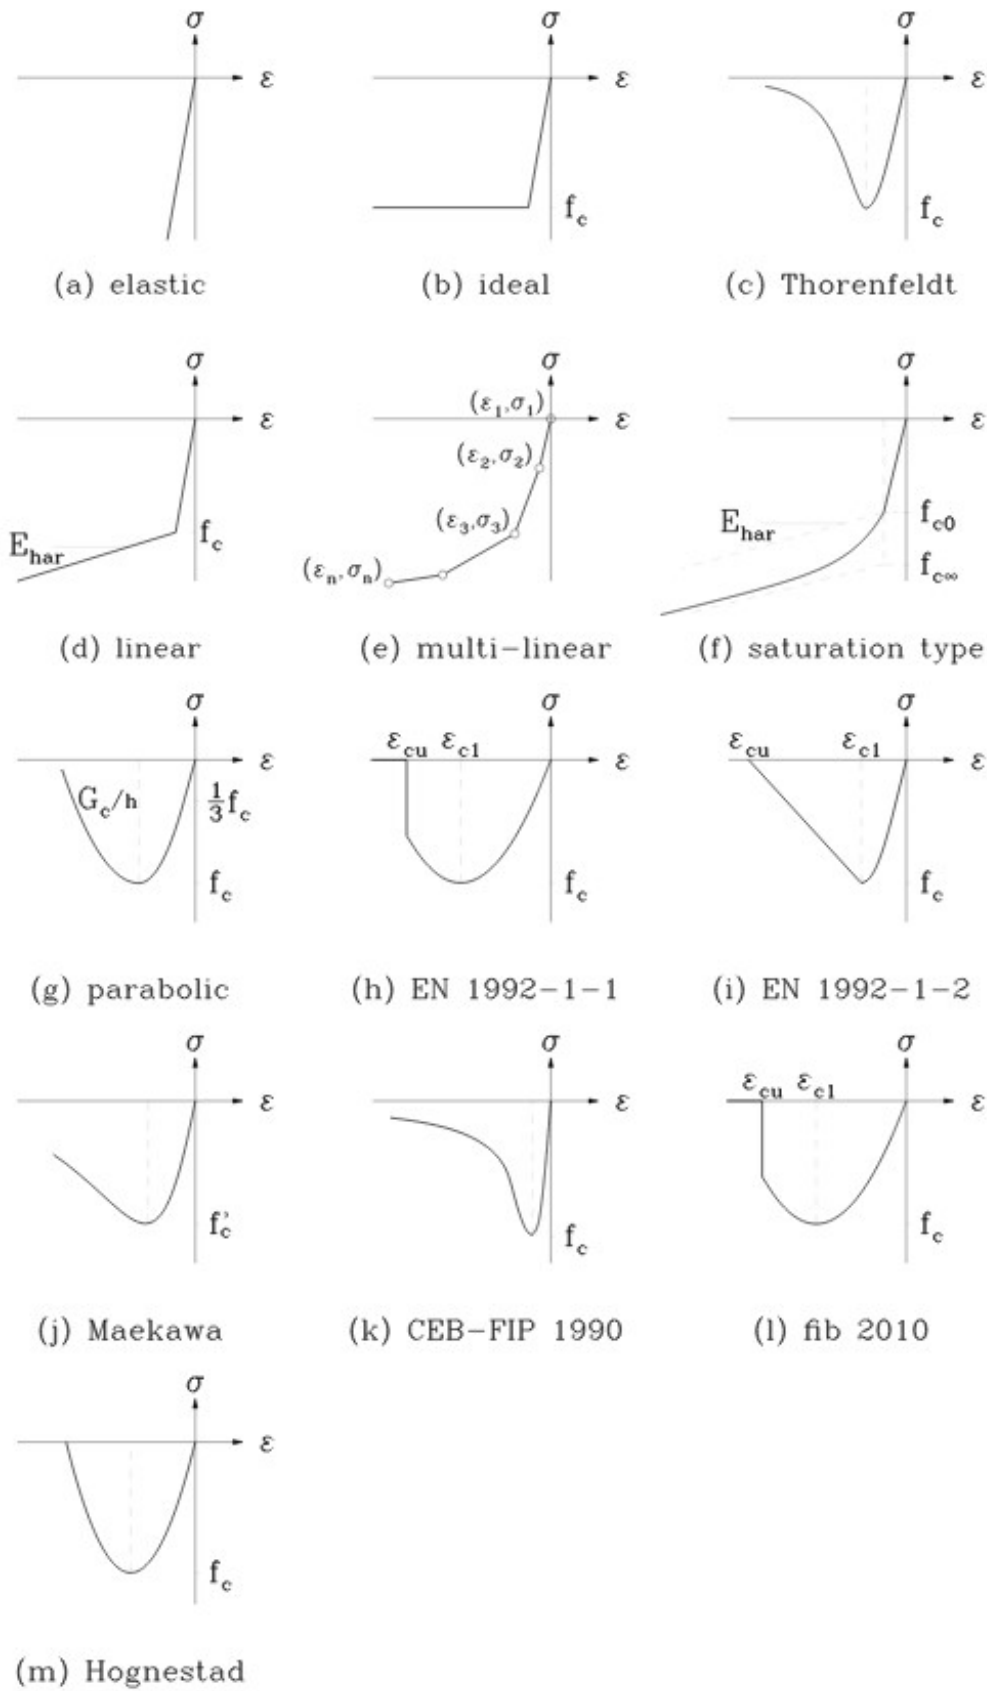 σ σ σ
ε ε ε
f_c f_c
(a) elastic (b) ideal (c) Thorenfeldt
σ σ σ
(ε_1,σ_1)
ε ε ε
(ε_2,σ_2)
(ε_3,σ_3) f_c0
E_har f_c E_har
(ε_n,σ_n) f_c∞
(d) linear (e) multi-linear (f) saturation type
σ σ σ
ε_cu ε_c1 ε_cu ε_c1
ε ε ε
G_c/h 1/3 f_c
f_c f_c f_c
(g) parabolic (h) EN 1992-1-1 (i) EN 1992-1-2
σ σ σ
ε_cu ε_c1
ε ε ε
f'_c f_c f_c
(j) Maekawa (k) CEB-FIP 1990 (l) fib 2010
σ
ε
f_c
(m) Hognestad